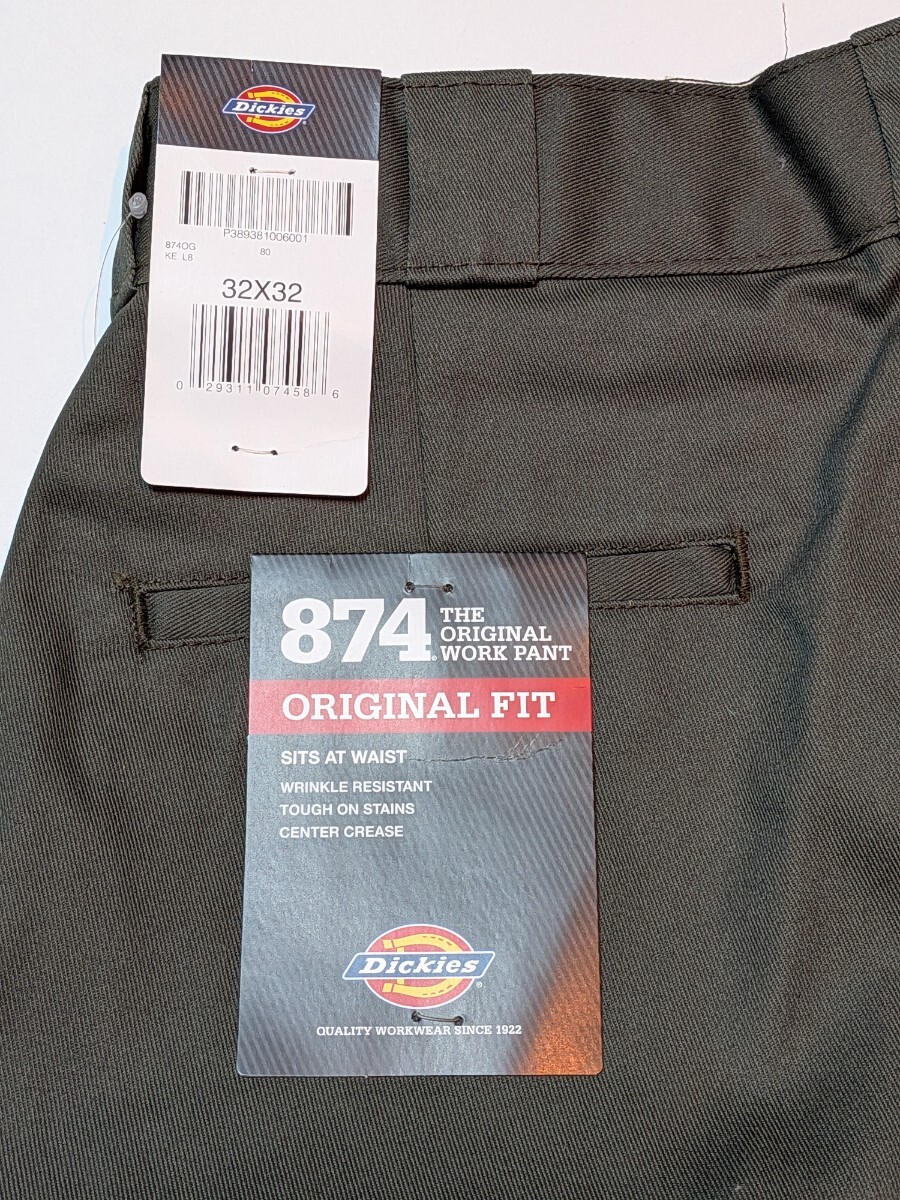 Dickies
P389381006001
874OG
80
KE L8
32X32
0 29311 07458 6
874® THE
ORIGINAL
WORK PANT
ORIGINAL FIT
SITS AT WAIST
WRINKLE RESISTANT
TOUGH ON STAINS
CENTER CREASE
Dickies®
QUALITY WORKWEAR SINCE 1922